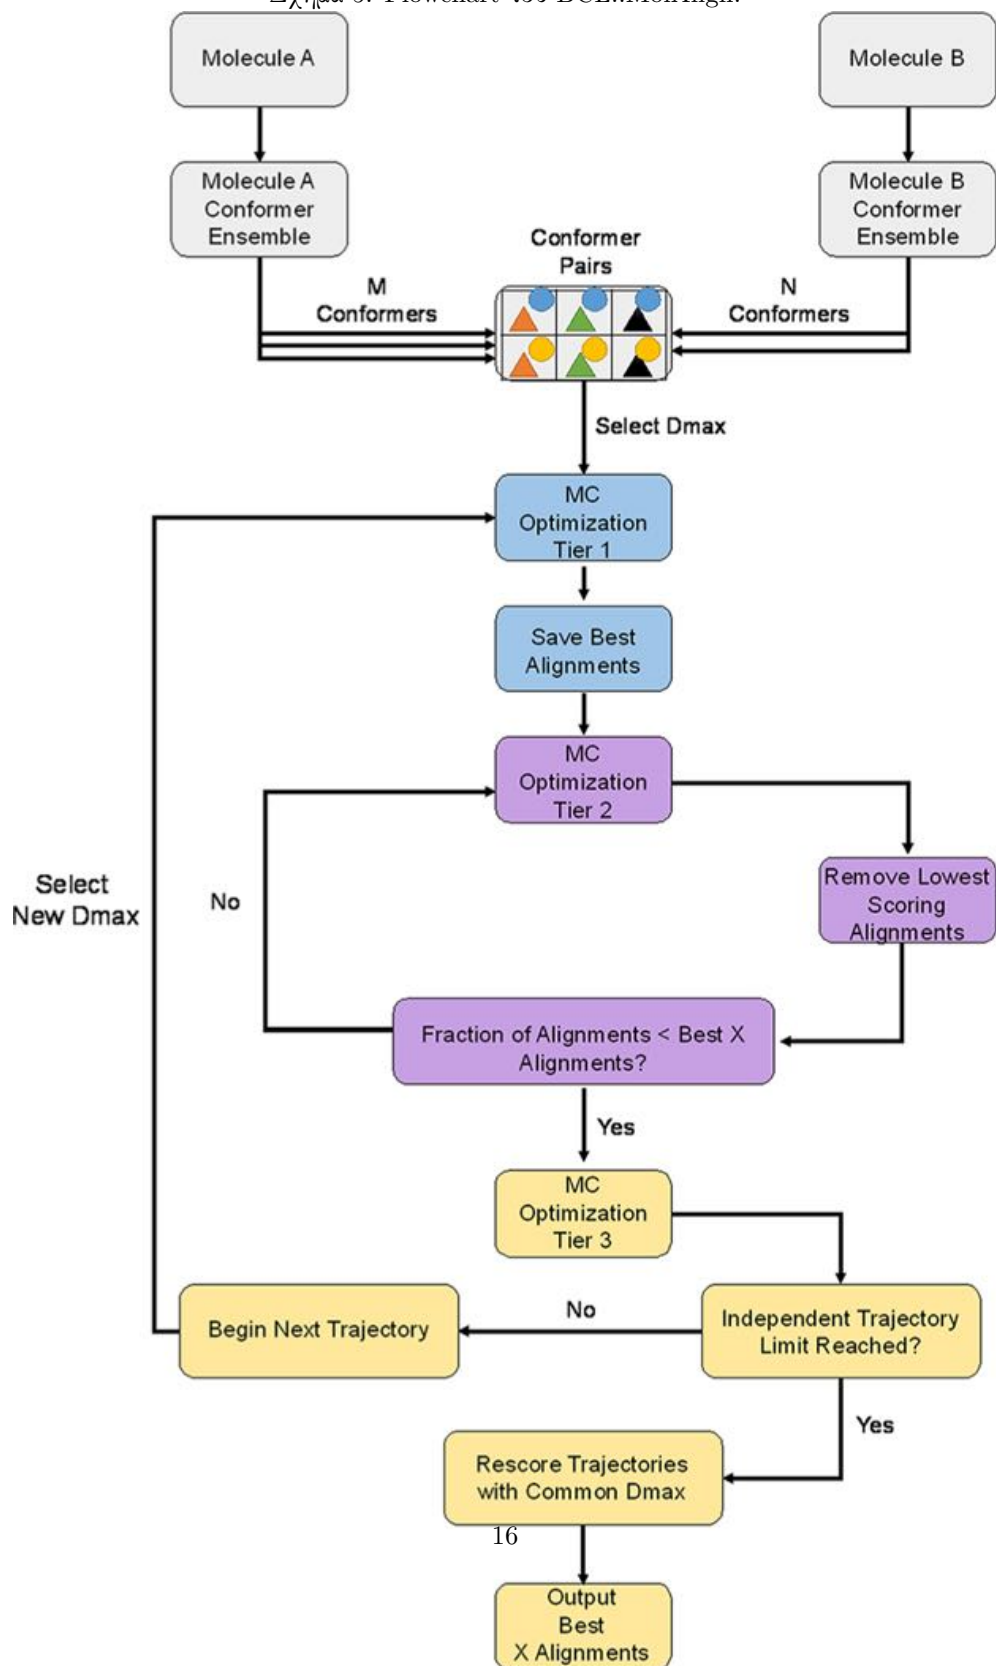 Molecule A
Molecule B
Molecule A
Conformer
Ensemble
Molecule B
Conformer
Ensemble
Conformer
Pairs
M
Conformers
N
Conformers
Select Dmax
MC
Optimization
Tier 1
Save Best
Alignments
MC
Optimization
Tier 2
Select
New Dmax
No
Remove Lowest
Scoring
Alignments
Fraction of Alignments < Best X
Alignments?
Yes
MC
Optimization
Tier 3
Begin Next Trajectory
No
Independent Trajectory
Limit Reached?
Yes
Rescore Trajectories
with Common Dmax
16
Output
Best
X Alignments